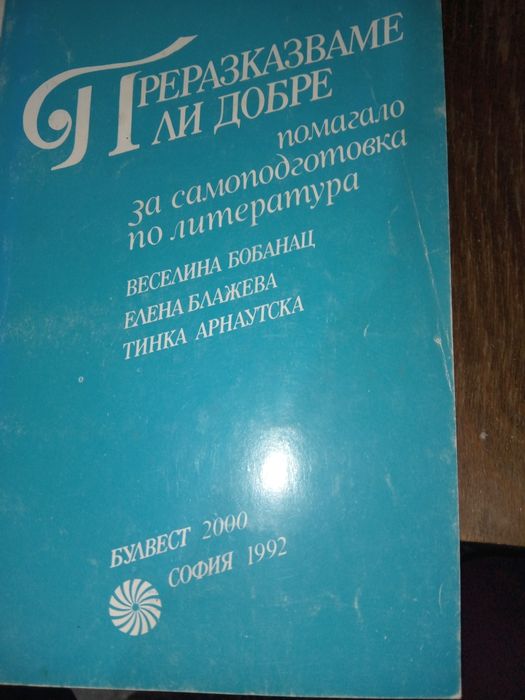 ПРЕРАЗКАЗВАМЕ
ЛИ ДОБРЕ
помагало
за самоподготовка
по литература
ВЕСЕЛИНА БОБАНАЦ
ЕЛЕНА БЛАЖЕВА
ТИНКА АРНАУТСКА
БУЛВЕСТ 2000
СОФИЯ 1992